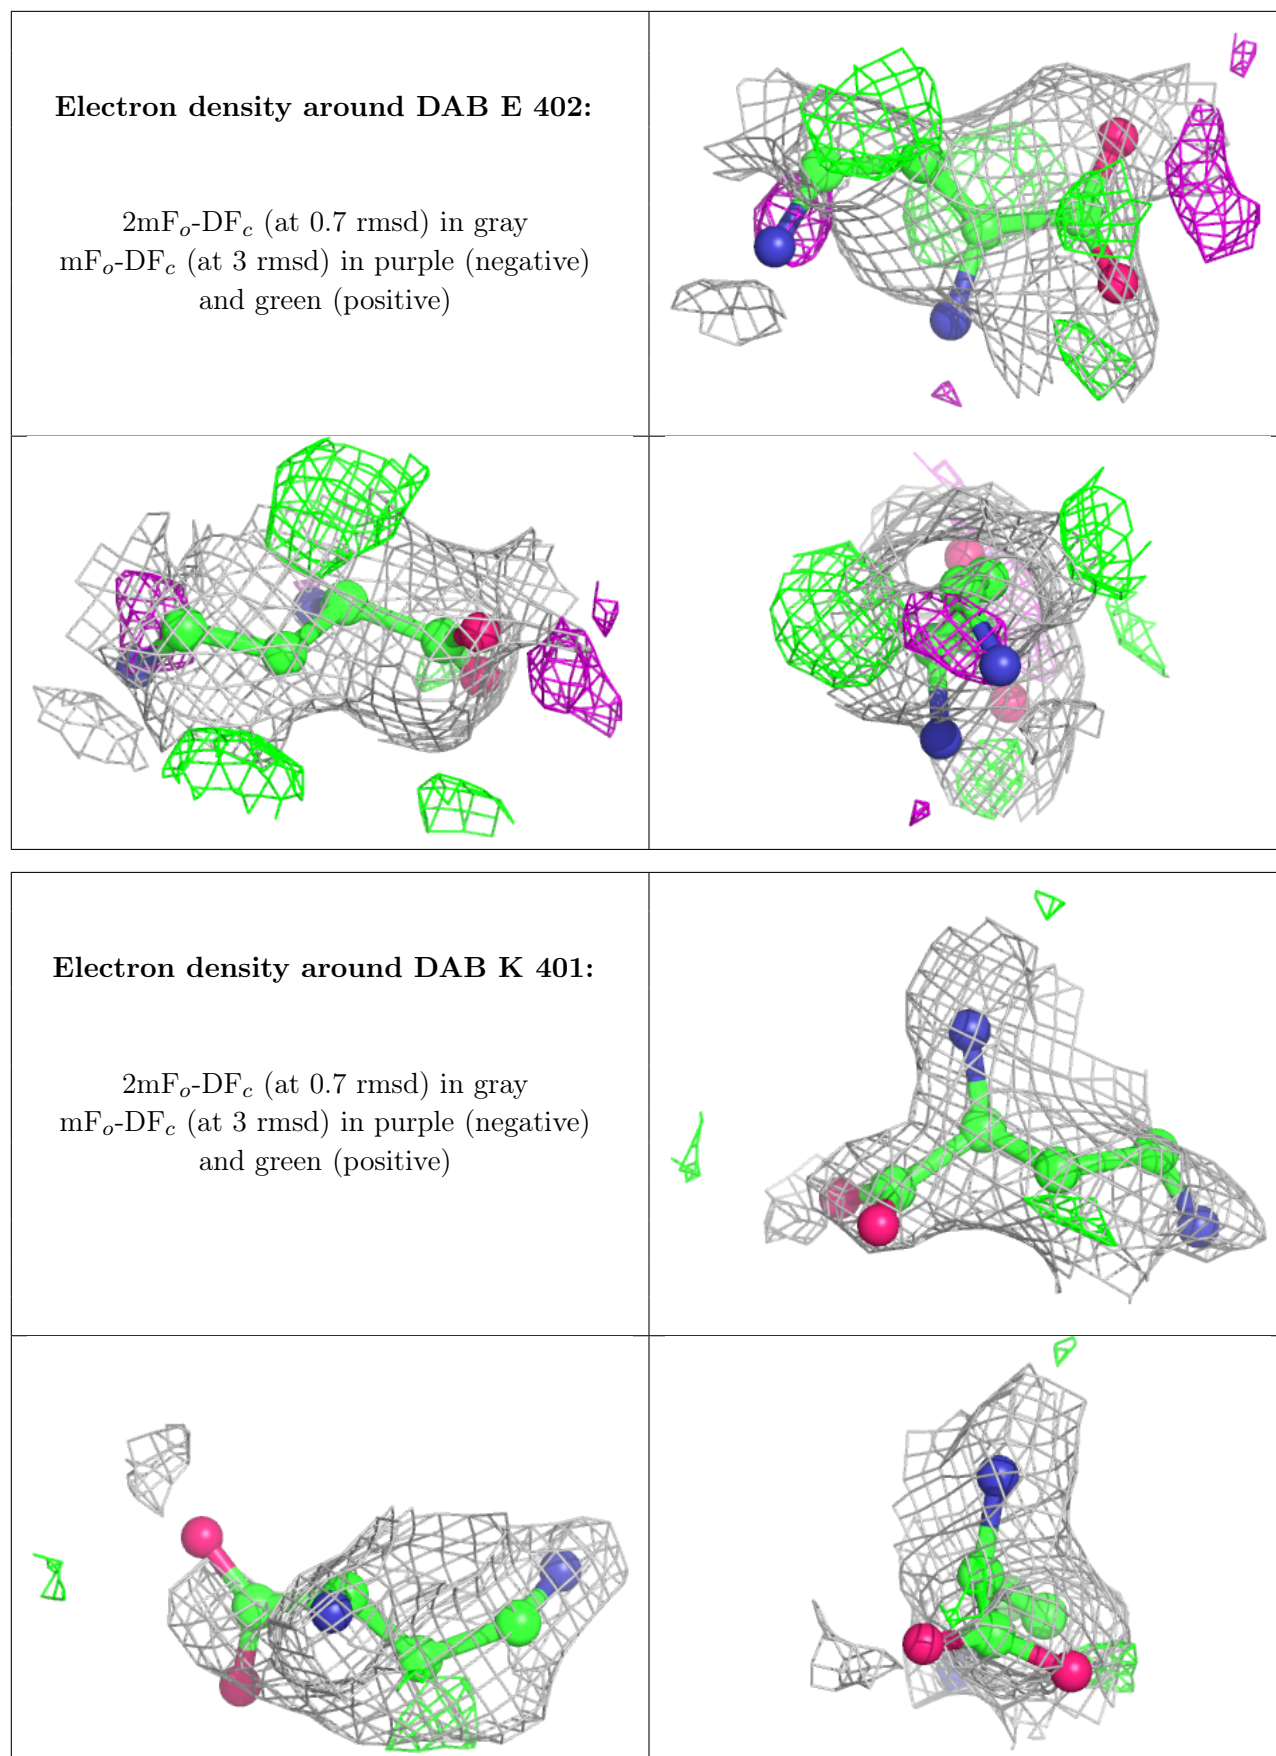 Electron density around DAB E 402:
2mFo-DFc (at 0.7 rmsd) in gray
mFo-DFc (at 3 rmsd) in purple (negative)
and green (positive)
Electron density around DAB K 401:
2mFo-DFc (at 0.7 rmsd) in gray
mFo-DFc (at 3 rmsd) in purple (negative)
and green (positive)